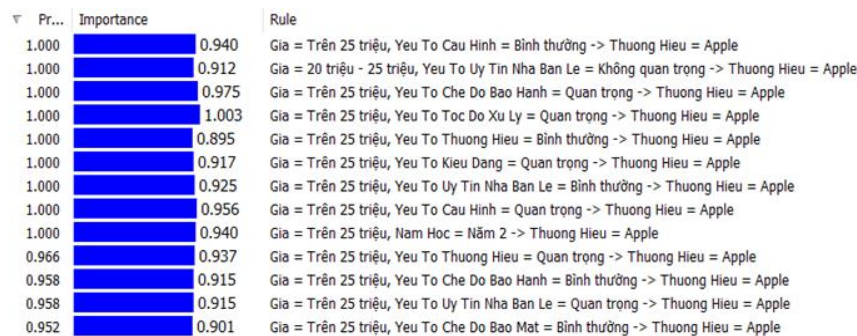 Pr... Importance Rule
1.000 0.940 Gia = Trên 25 triệu, Yeu To Cau Hinh = Bình thường -> Thuong Hieu = Apple
1.000 0.912 Gia = 20 triệu - 25 triệu, Yeu To Uy Tin Nha Ban Le = Không quan trọng -> Thuong Hieu = Apple
1.000 0.975 Gia = Trên 25 triệu, Yeu To Che Do Bao Hanh = Quan trọng -> Thuong Hieu = Apple
1.000 1.003 Gia = Trên 25 triệu, Yeu To Toc Do Xu Ly = Quan trọng -> Thuong Hieu = Apple
1.000 0.895 Gia = Trên 25 triệu, Yeu To Thuong Hieu = Bình thường -> Thuong Hieu = Apple
1.000 0.917 Gia = Trên 25 triệu, Yeu To Kieu Dang = Quan trọng -> Thuong Hieu = Apple
1.000 0.925 Gia = Trên 25 triệu, Yeu To Uy Tin Nha Ban Le = Bình thường -> Thuong Hieu = Apple
1.000 0.956 Gia = Trên 25 triệu, Yeu To Cau Hinh = Quan trọng -> Thuong Hieu = Apple
1.000 0.940 Gia = Trên 25 triệu, Nam Hoc = Năm 2 -> Thuong Hieu = Apple
0.966 0.937 Gia = Trên 25 triệu, Yeu To Thuong Hieu = Quan trọng -> Thuong Hieu = Apple
0.958 0.915 Gia = Trên 25 triệu, Yeu To Che Do Bao Hanh = Bình thường -> Thuong Hieu = Apple
0.958 0.915 Gia = Trên 25 triệu, Yeu To Uy Tin Nha Ban Le = Quan trọng -> Thuong Hieu = Apple
0.952 0.901 Gia = Trên 25 triệu, Yeu To Che Do Bao Mat = Bình thường -> Thuong Hieu = Apple